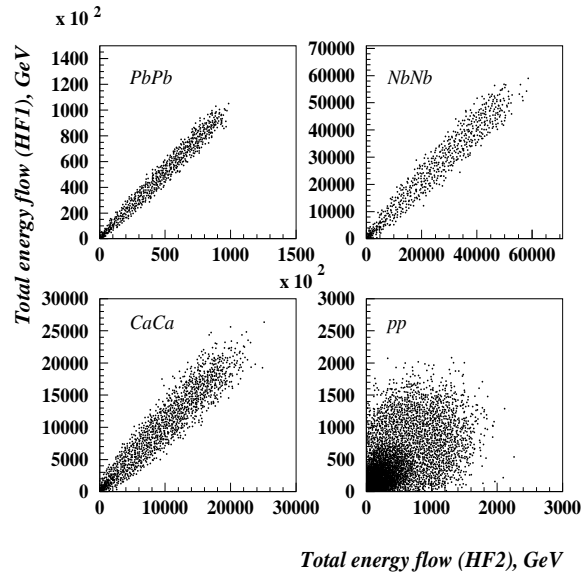 x 10 2
Total energy flow (HF1), GeV
1400
1200
1000
800
600
400
200
0
PbPb
0 500 1000 1500
x 10 2
70000
60000
50000
40000
30000
20000
10000
0
NbNb
0 20000 40000 60000
30000
25000
20000
15000
10000
5000
0
CaCa
0 10000 20000 30000
3000
2500
2000
1500
1000
500
0
pp
0 1000 2000 3000
Total energy flow (HF2), GeV